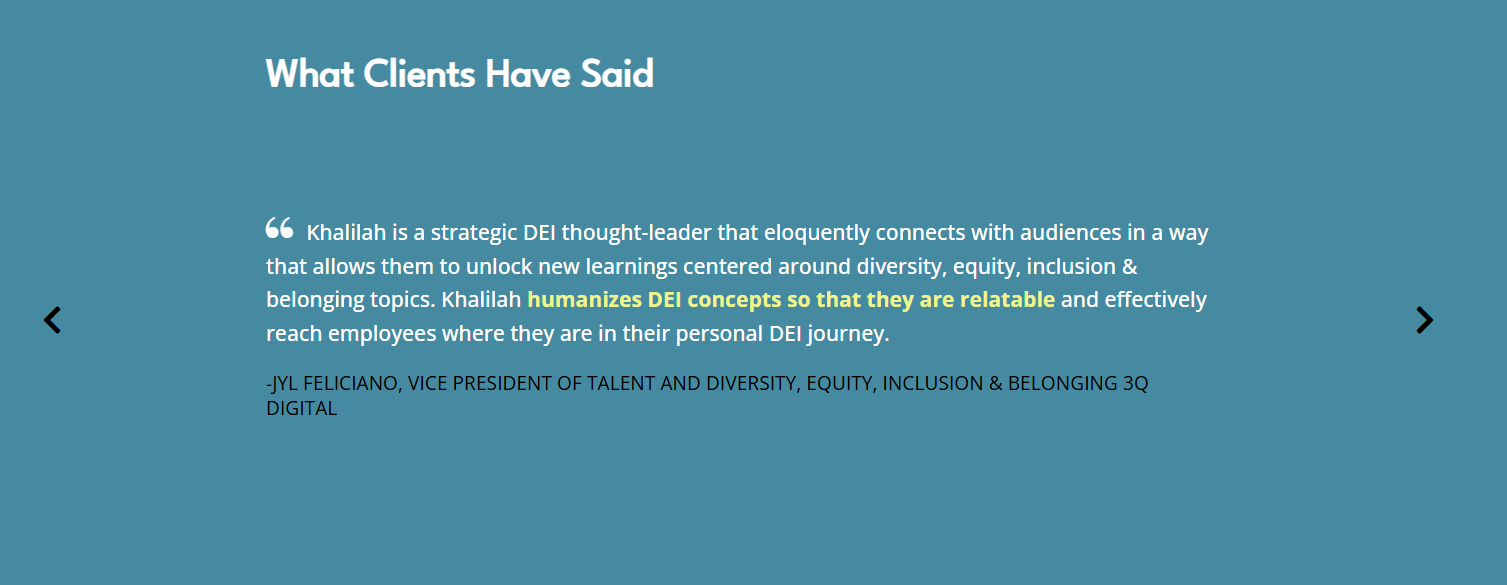 What Clients Have Said
“ Khalilah is a strategic DEI thought-leader that eloquently connects with audiences in a way
that allows them to unlock new learnings centered around diversity, equity, inclusion &
belonging topics. Khalilah humanizes DEI concepts so that they are relatable and effectively
reach employees where they are in their personal DEI journey.
-JYL FELICIANO, VICE PRESIDENT OF TALENT AND DIVERSITY, EQUITY, INCLUSION & BELONGING 3Q
DIGITAL